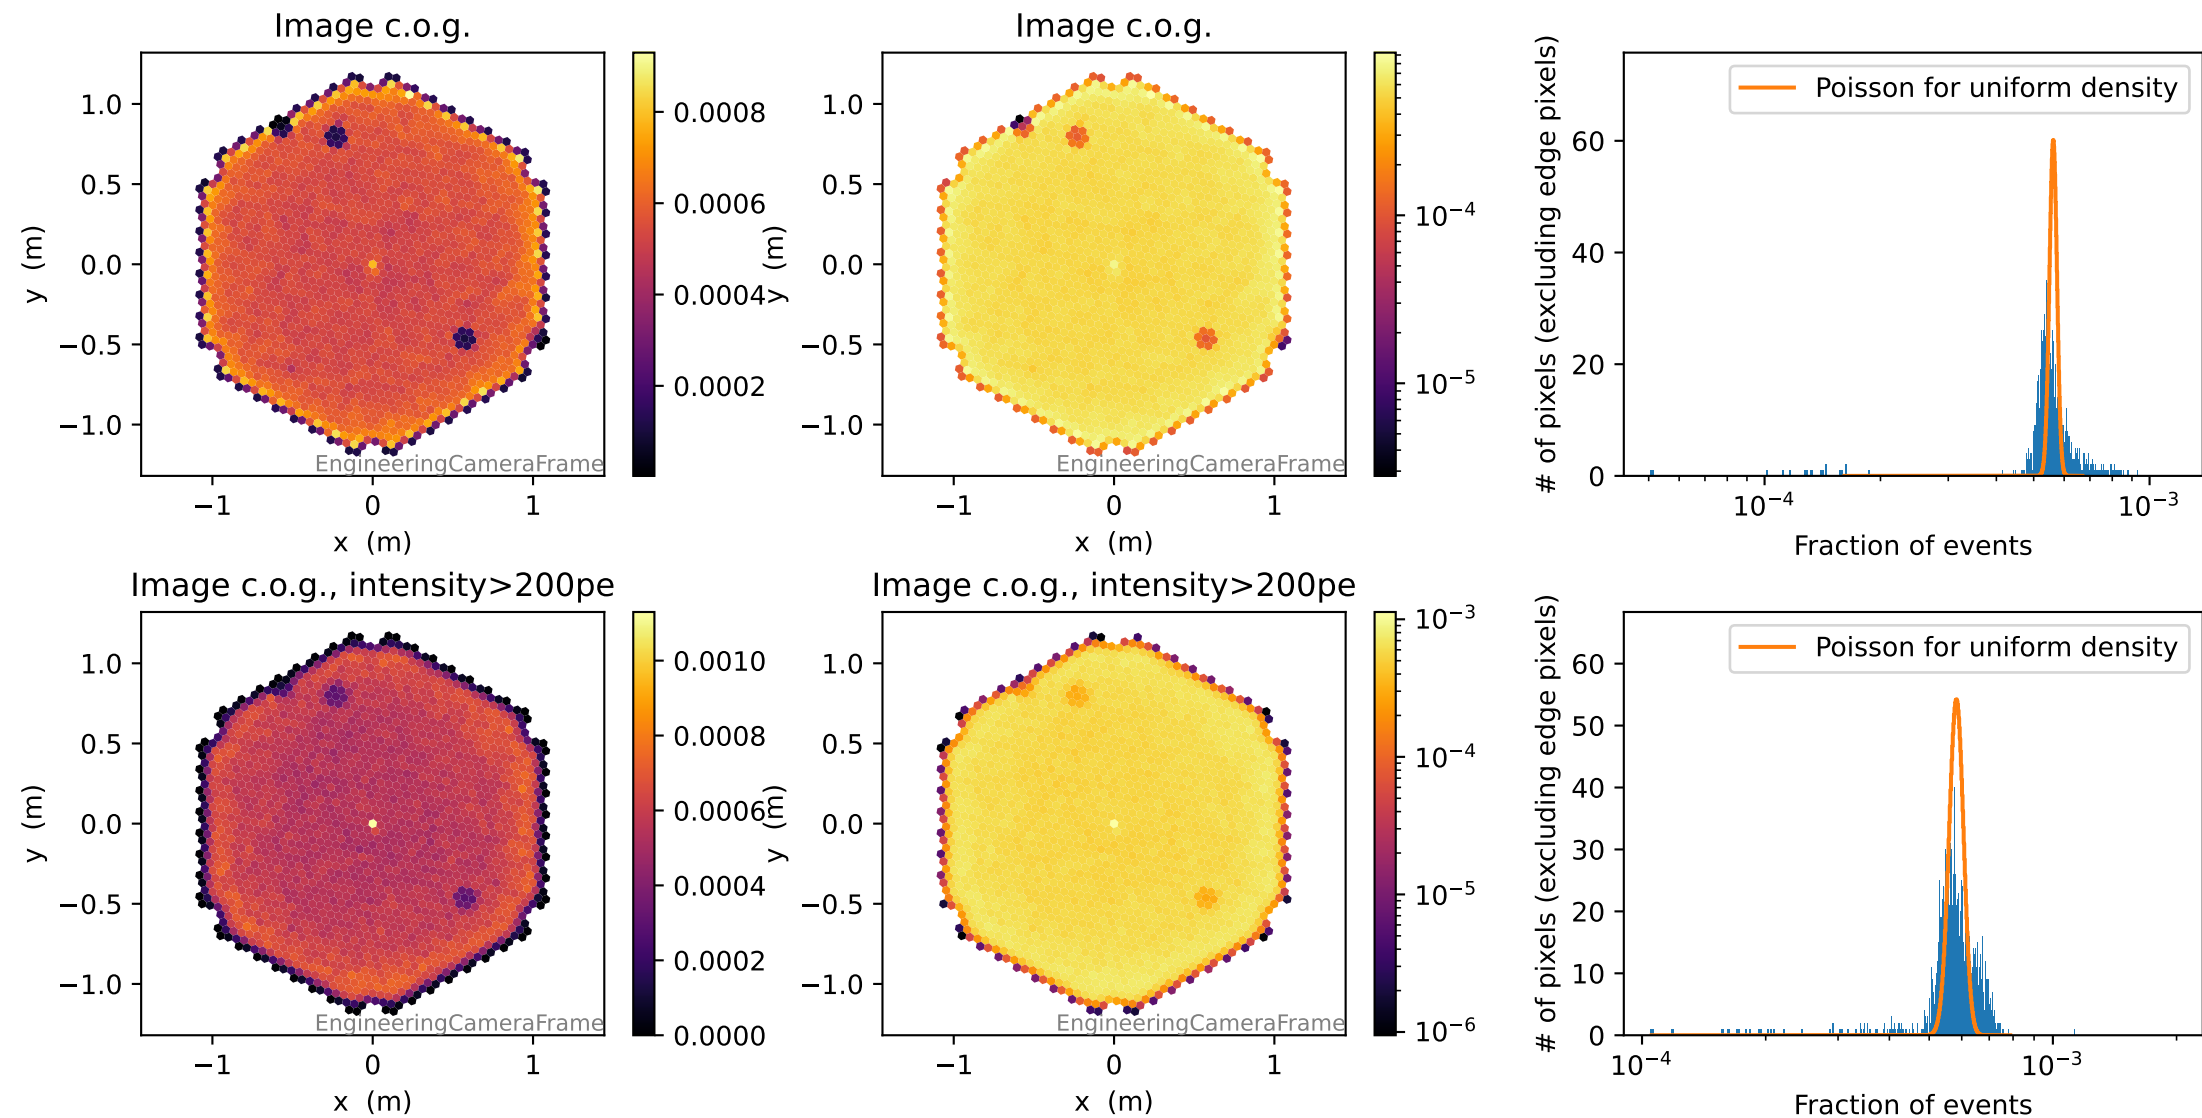 Image c.o.g.
y (m)
1.0
0.5
0.0
−0.5
−1.0
−1
0
1
x (m)
EngineeringCameraFrame
0.0008
0.0006
0.0004
0.0002
Image c.o.g.
y (m)
1.0
0.5
0.0
−0.5
−1.0
−1
0
1
x (m)
EngineeringCameraFrame
10⁻⁴
10⁻⁵
# of pixels (excluding edge pixels)
60
40
20
0
Poisson for uniform density
10⁻⁴
10⁻³
Fraction of events
Image c.o.g., intensity>200pe
y (m)
1.0
0.5
0.0
−0.5
−1.0
−1
0
1
x (m)
EngineeringCameraFrame
0.0010
0.0008
0.0006
0.0004
0.0002
0.0000
Image c.o.g., intensity>200pe
y (m)
1.0
0.5
0.0
−0.5
−1.0
−1
0
1
x (m)
EngineeringCameraFrame
10⁻³
10⁻⁴
10⁻⁵
10⁻⁶
# of pixels (excluding edge pixels)
60
50
40
30
20
10
0
Poisson for uniform density
10⁻⁴
10⁻³
Fraction of events